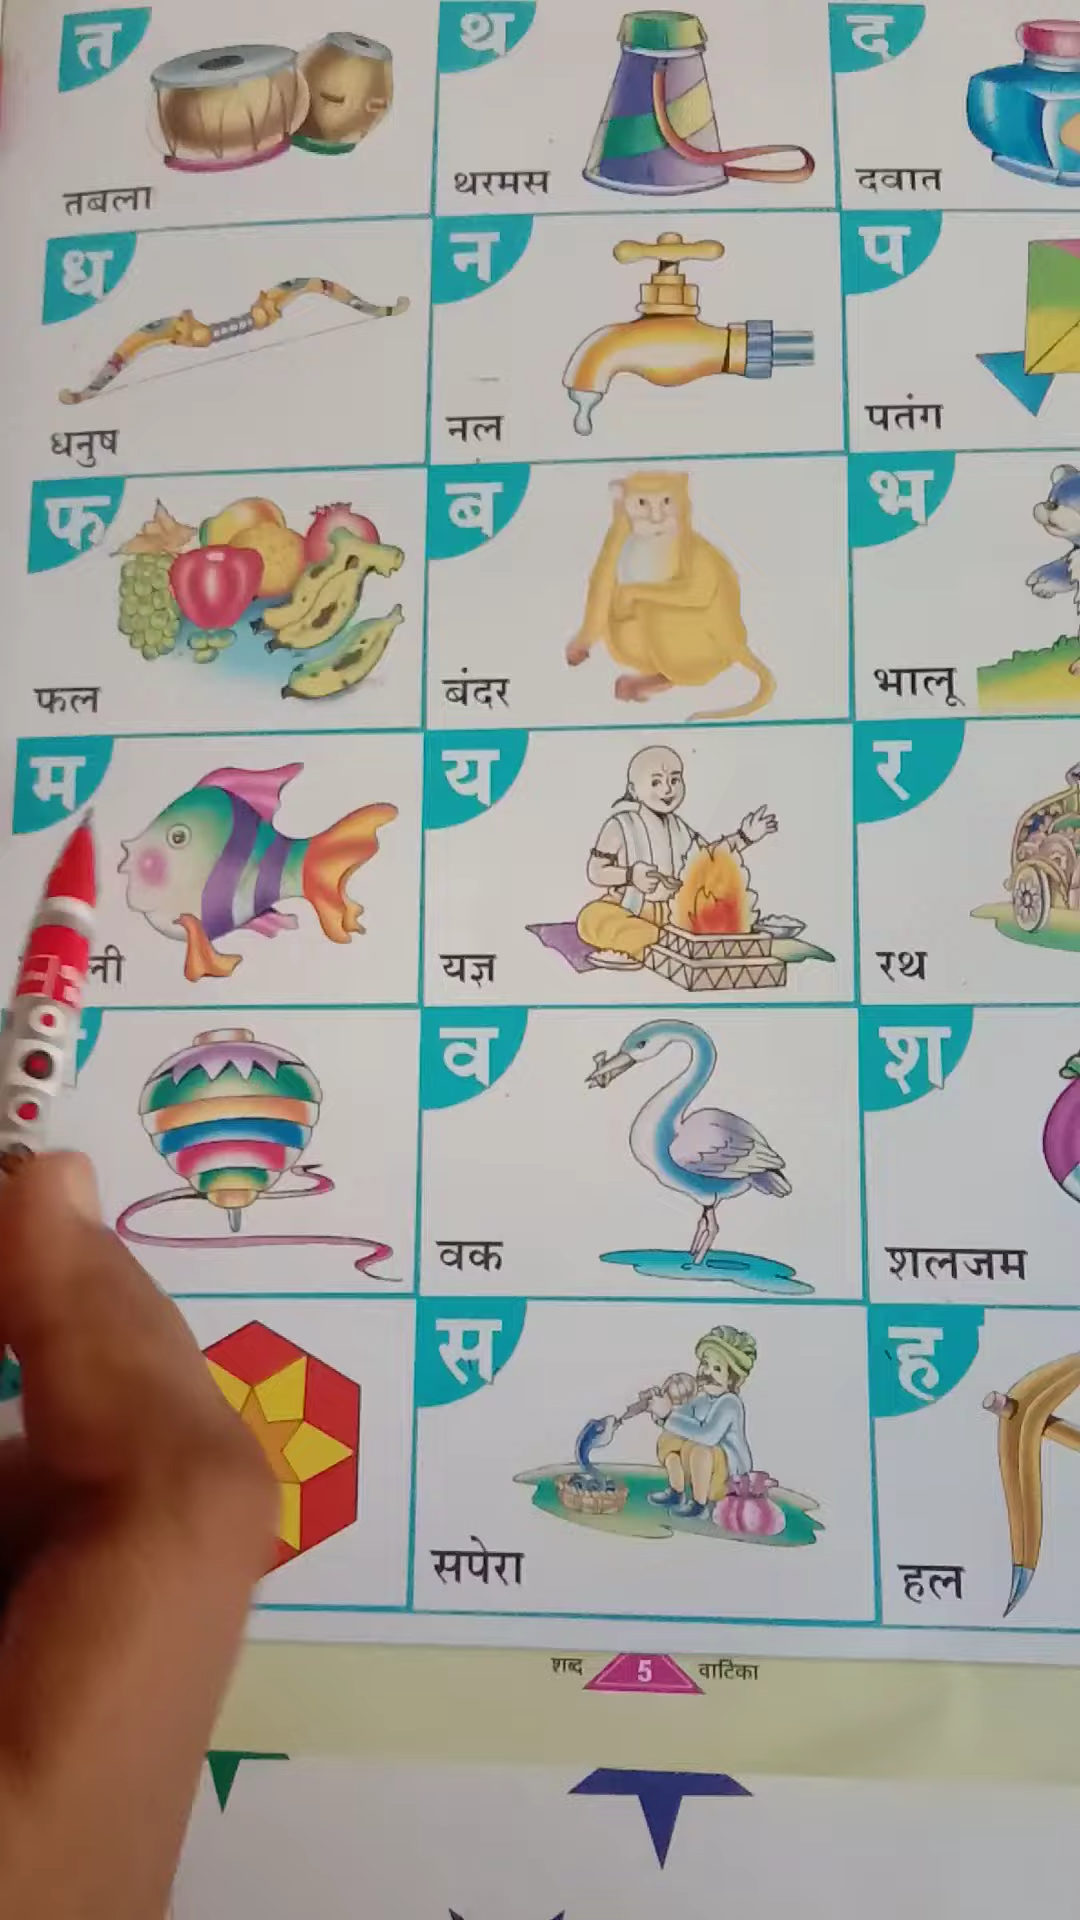 त थ द
तबला थरमस दवात
ध न प
धनुष नल पतंग
फ ब भ
फल बंदर भालू
म य र
यज्ञ रथ
व श
वक शलजम
स ह
सपेरा हल
शब्द 5 वाटिका